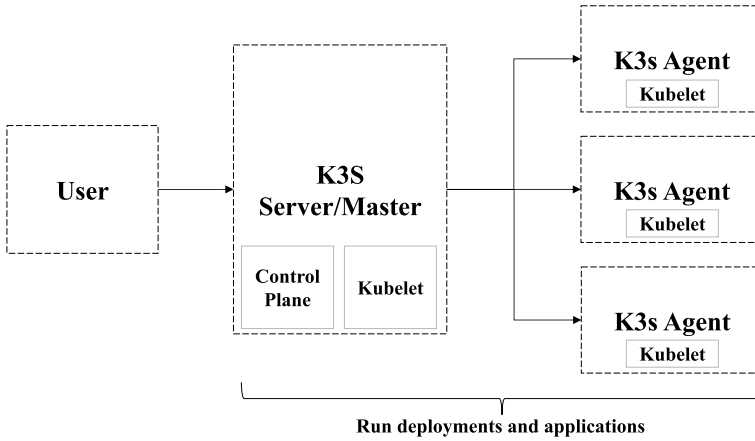 User
K3S
Server/Master
Control
Plane
Kubelet
K3s Agent
Kubelet
K3s Agent
Kubelet
K3s Agent
Kubelet
Run deployments and applications